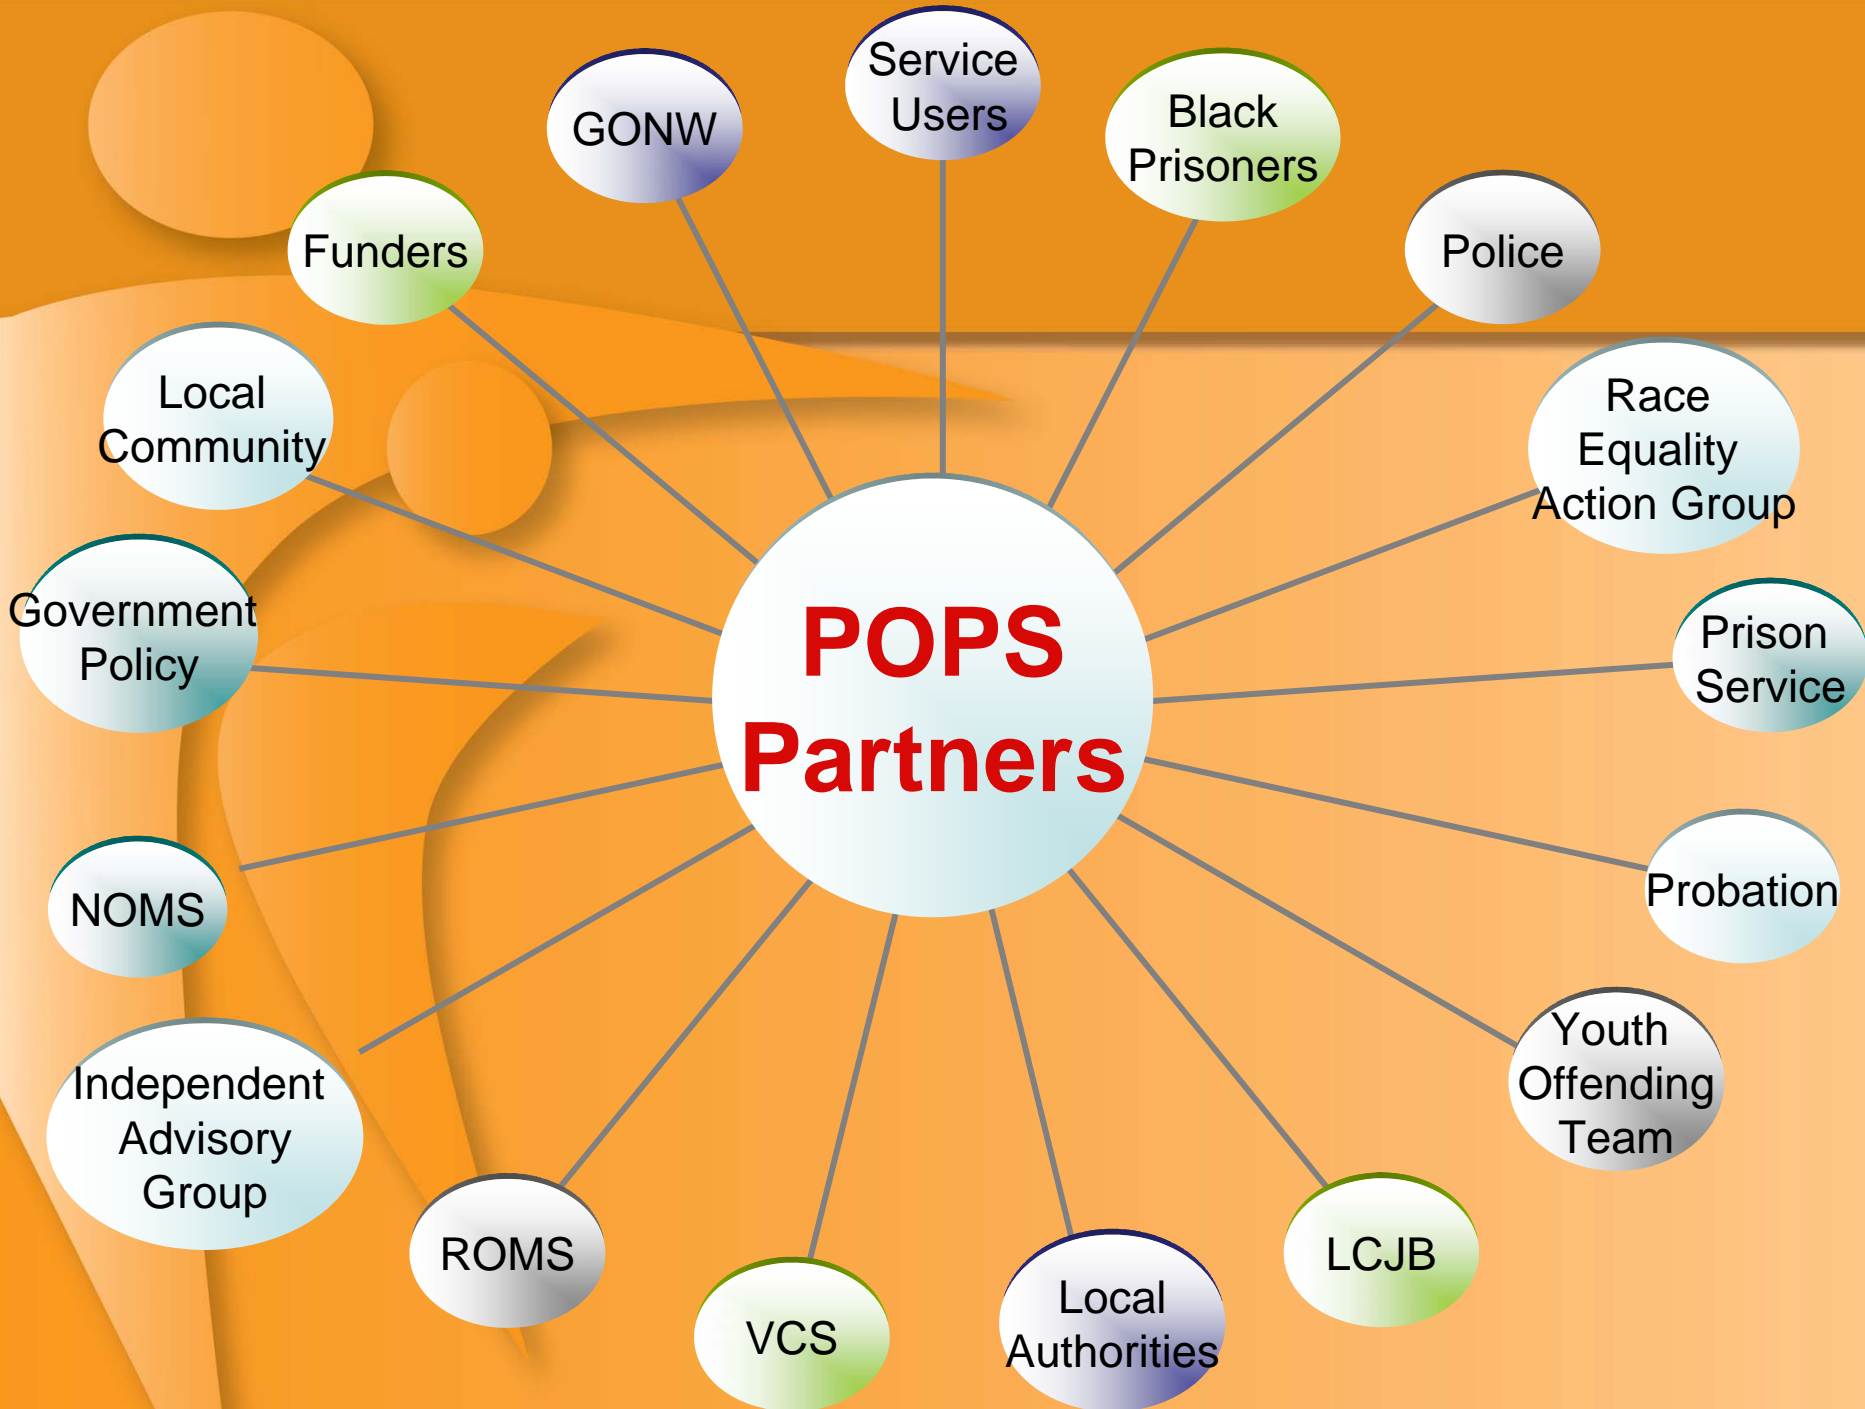 POPS
Partners
Service
Users
Black
Prisoners
Police
Race
Equality
Action Group
Prison
Service
Probation
Youth
Offending
Team
LCJB
Local
Authorities
VCS
ROMS
Independent
Advisory
Group
NOMS
Government
Policy
Local
Community
Funders
GONW